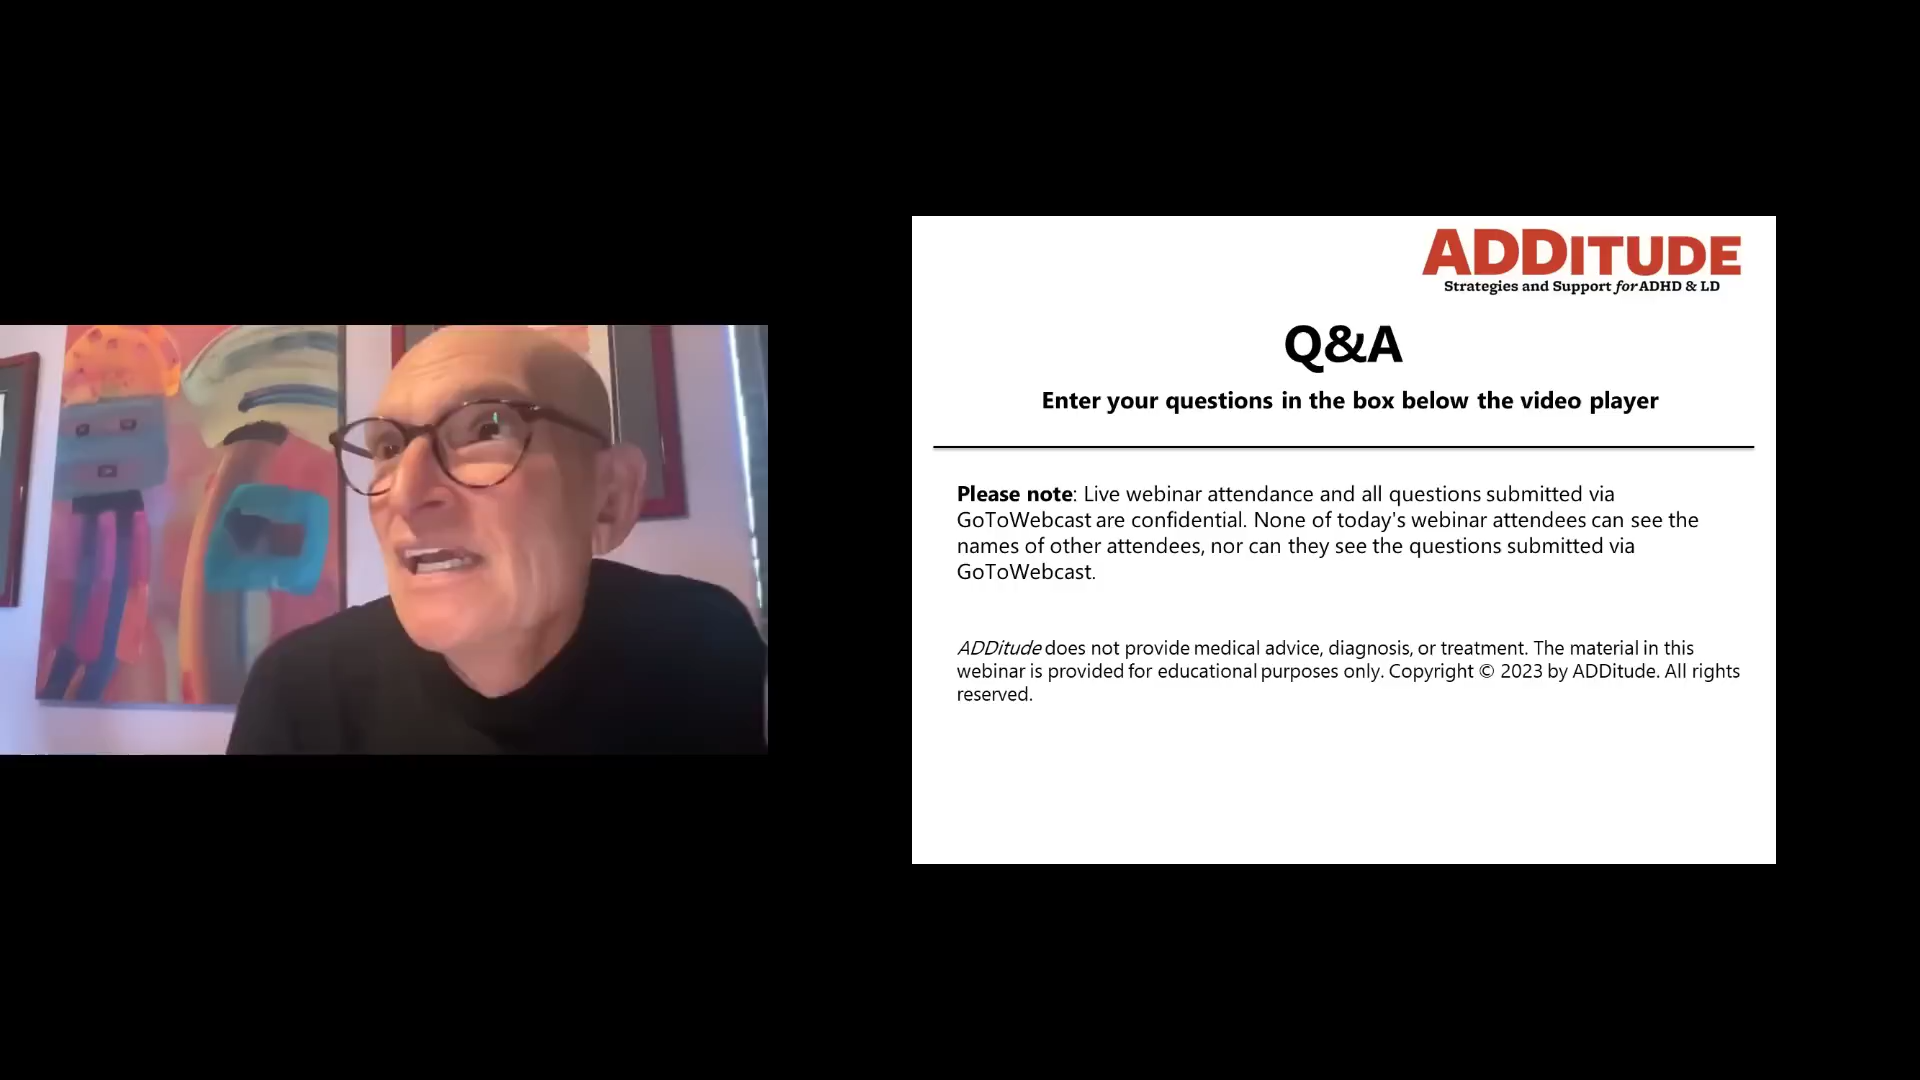 ADDITUDE
Strategies and Support for ADHD & LD
Q&A
Enter your questions in the box below the video player
Please note: Live webinar attendance and all questions submitted via
GoToWebcast are confidential. None of today's webinar attendees can see the
names of other attendees, nor can they see the questions submitted via
GoToWebcast.
ADDitude does not provide medical advice, diagnosis, or treatment. The material in this
webinar is provided for educational purposes only. Copyright © 2023 by ADDitude. All rights
reserved.